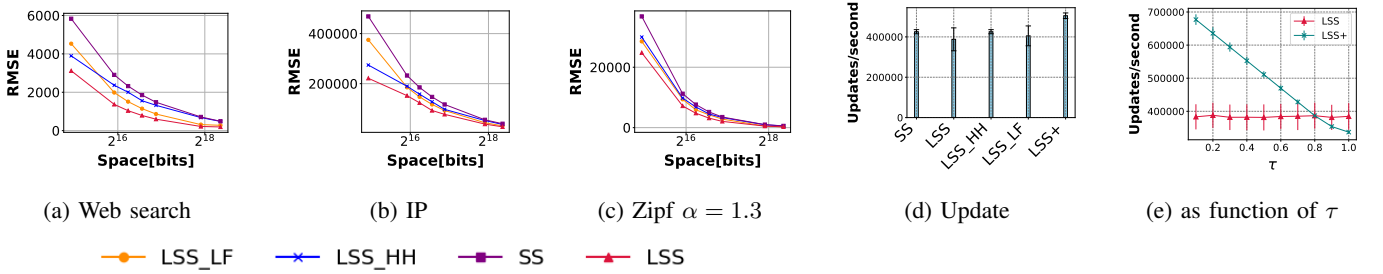 6000
4000
2000
0
RMSE
2^16
2^18
Space[bits]
(a) Web search
400000
200000
RMSE
2^16
2^18
Space[bits]
(b) IP
20000
0
RMSE
2^16
2^18
Space[bits]
(c) Zipf α = 1.3
400000
200000
0
Updates/second
SS
LSS
LSS_HH
LSS_LF
LSS+
(d) Update
700000
600000
500000
400000
Updates/second
LSS
LSS+
0.2
0.4
0.6
0.8
1.0
τ
(e) as function of τ
LSS_LF
LSS_HH
SS
LSS